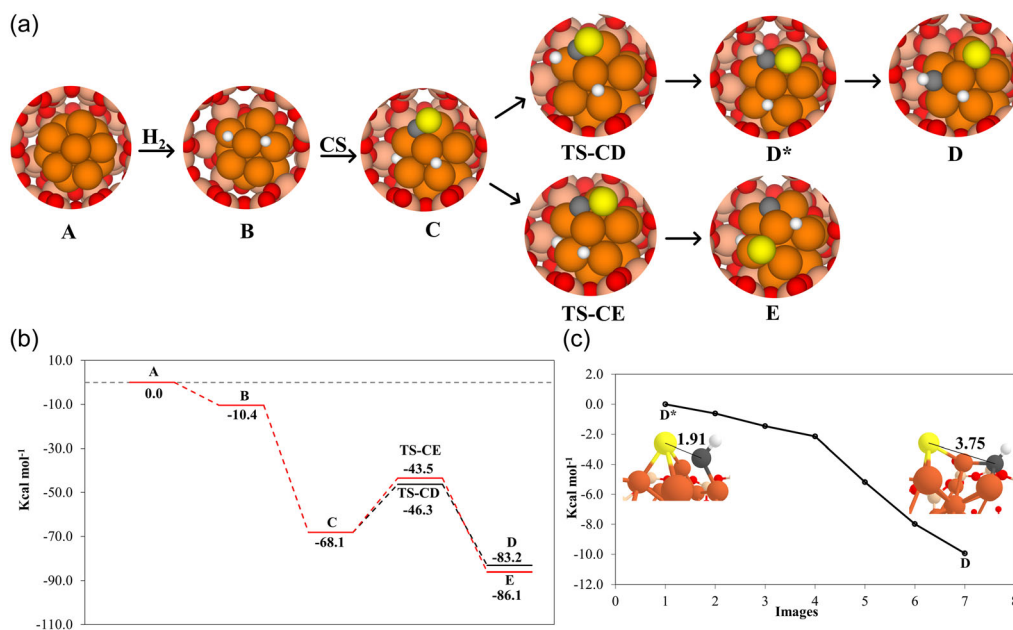 (a)
H2
CS
A
B
C
TS-CD
D*
D
TS-CE
E
(b)
10.0
0.0
-10.0
-30.0
-50.0
-70.0
-90.0
-110.0
Kcal mol-1
A
0.0
B
-10.4
C
-68.1
TS-CE
-43.5
TS-CD
-46.3
D
-83.2
E
-86.1
(c)
2.0
0.0
-2.0
-4.0
-6.0
-8.0
-10.0
-12.0
Kcal mol-1
D*
1.91
3.75
D
0 1 2 3 4 5 6 7 8
Images